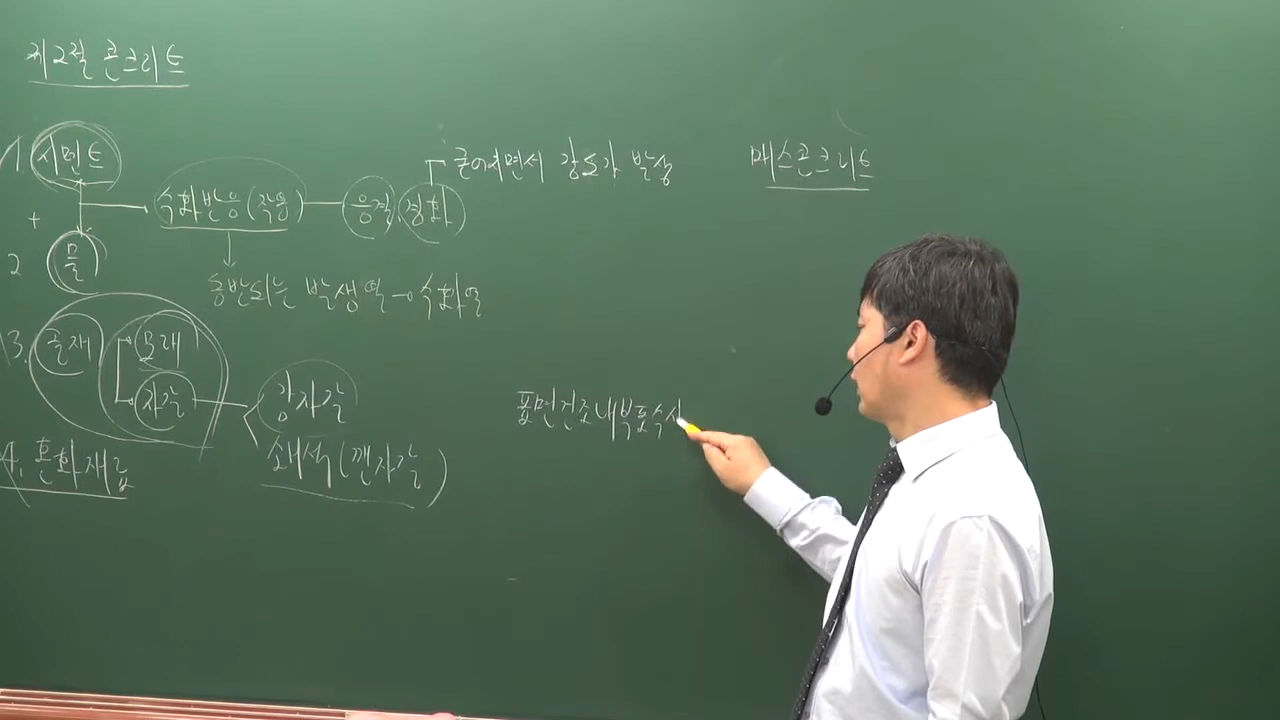 제2절 콘크리트
1 시멘트
+
수화반응(작용)
응결, 경화
굳어지면서 강도가 발생
매스콘크리트
2 물
동반되는 발생열→수화열
3. 골재
모래
자갈
강자갈
쇄석(깬자갈)
4. 혼화재료
표면건조내부포수상